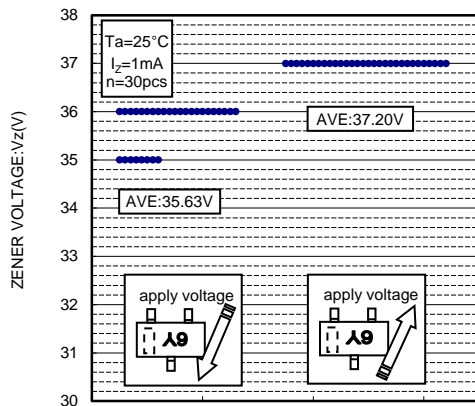 ZENER VOLTAGE:Vz(V)
38
37
36
35
34
33
32
31
30
Ta=25°C
I_Z=1mA
n=30pcs
AVE:37.20V
AVE:35.63V
apply voltage
apply voltage